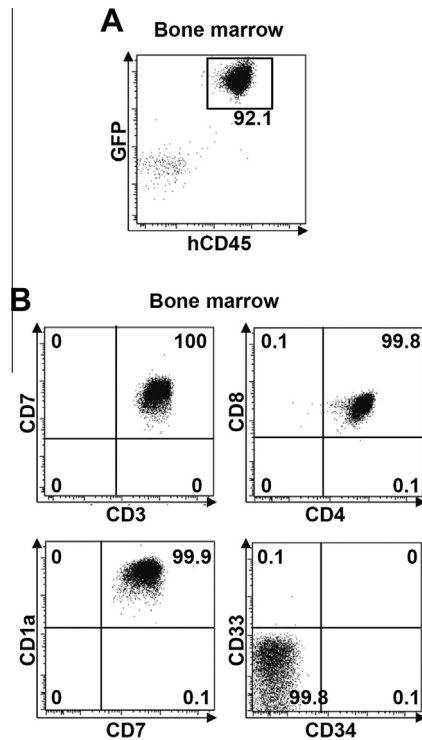 A
Bone marrow
GFP
92.1
hCD45
B
Bone marrow
0 100
CD7
0 0
CD3
0.1 99.8
CD8
0 0.1
CD4
0 99.9
CD1a
0 0.1
CD7
0.1 0
CD33
99.8 0.1
CD34